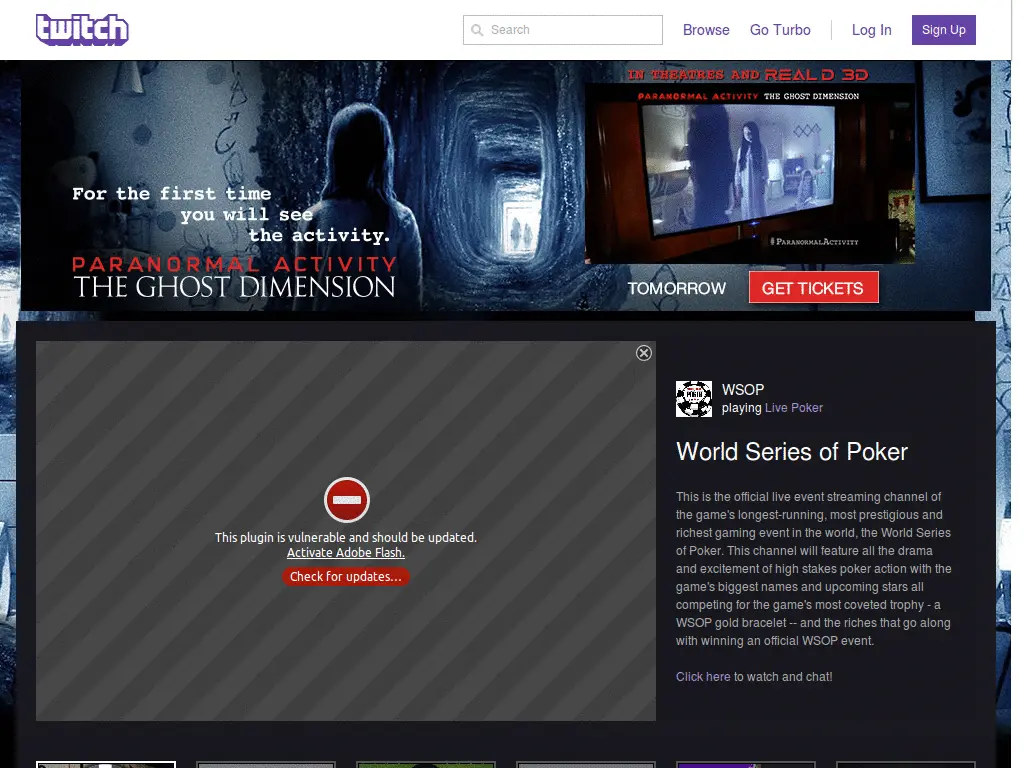 twitch
Search
Browse
Go Turbo
Log In
Sign Up
IN THEATRES AND REAL D 3D
PARANORMAL ACTIVITY THE GHOST DIMENSION
For the first time
you will see
the activity.
PARANORMAL ACTIVITY
THE GHOST DIMENSION
PARANORMALACTIVITY
TOMORROW
GET TICKETS
This plugin is vulnerable and should be updated.
Activate Adobe Flash.
Check for updates...
WSOP
playing Live Poker
World Series of Poker
This is the official live event streaming channel of
the game's longest-running, most prestigious and
richest gaming event in the world, the World Series
of Poker. This channel will feature all the drama
and excitement of high stakes poker action with the
game's biggest names and upcoming stars all
competing for the game's most coveted trophy - a
WSOP gold bracelet -- and the riches that go along
with winning an official WSOP event.
Click here to watch and chat!